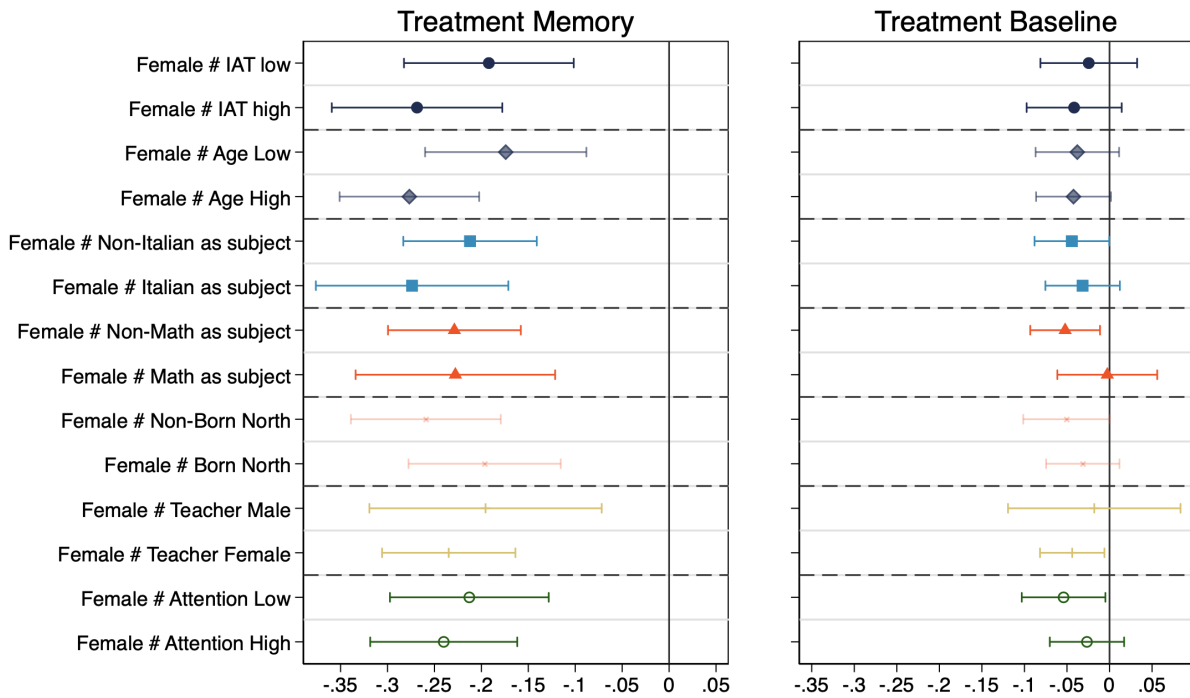 Treatment Memory
Treatment Baseline
Female # IAT low
Female # IAT high
Female # Age Low
Female # Age High
Female # Non-Italian as subject
Female # Italian as subject
Female # Non-Math as subject
Female # Math as subject
Female # Non-Born North
Female # Born North
Female # Teacher Male
Female # Teacher Female
Female # Attention Low
Female # Attention High
-.35 -.3 -.25 -.2 -.15 -.1 -.05 0 .05
-.35 -.3 -.25 -.2 -.15 -.1 -.05 0 .05